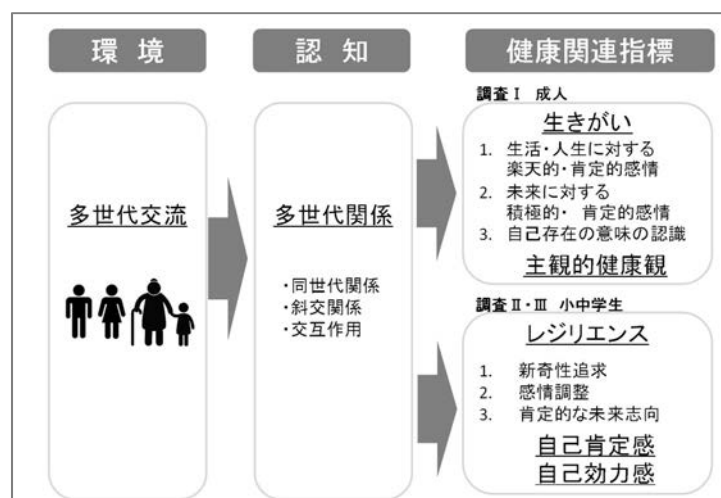 環 境
認 知
健康関連指標
多世代交流
多世代関係
・同世代関係
・斜交関係
・交互作用
調査Ⅰ 成人
生きがい
1. 生活・人生に対する
楽天的・肯定的感情
2. 未来に対する
積極的・ 肯定的感情
3. 自己存在の意味の認識
主観的健康観
調査Ⅱ・Ⅲ 小中学生
レジリエンス
1. 新奇性追求
2. 感情調整
3. 肯定的な未来志向
自己肯定感
自己効力感